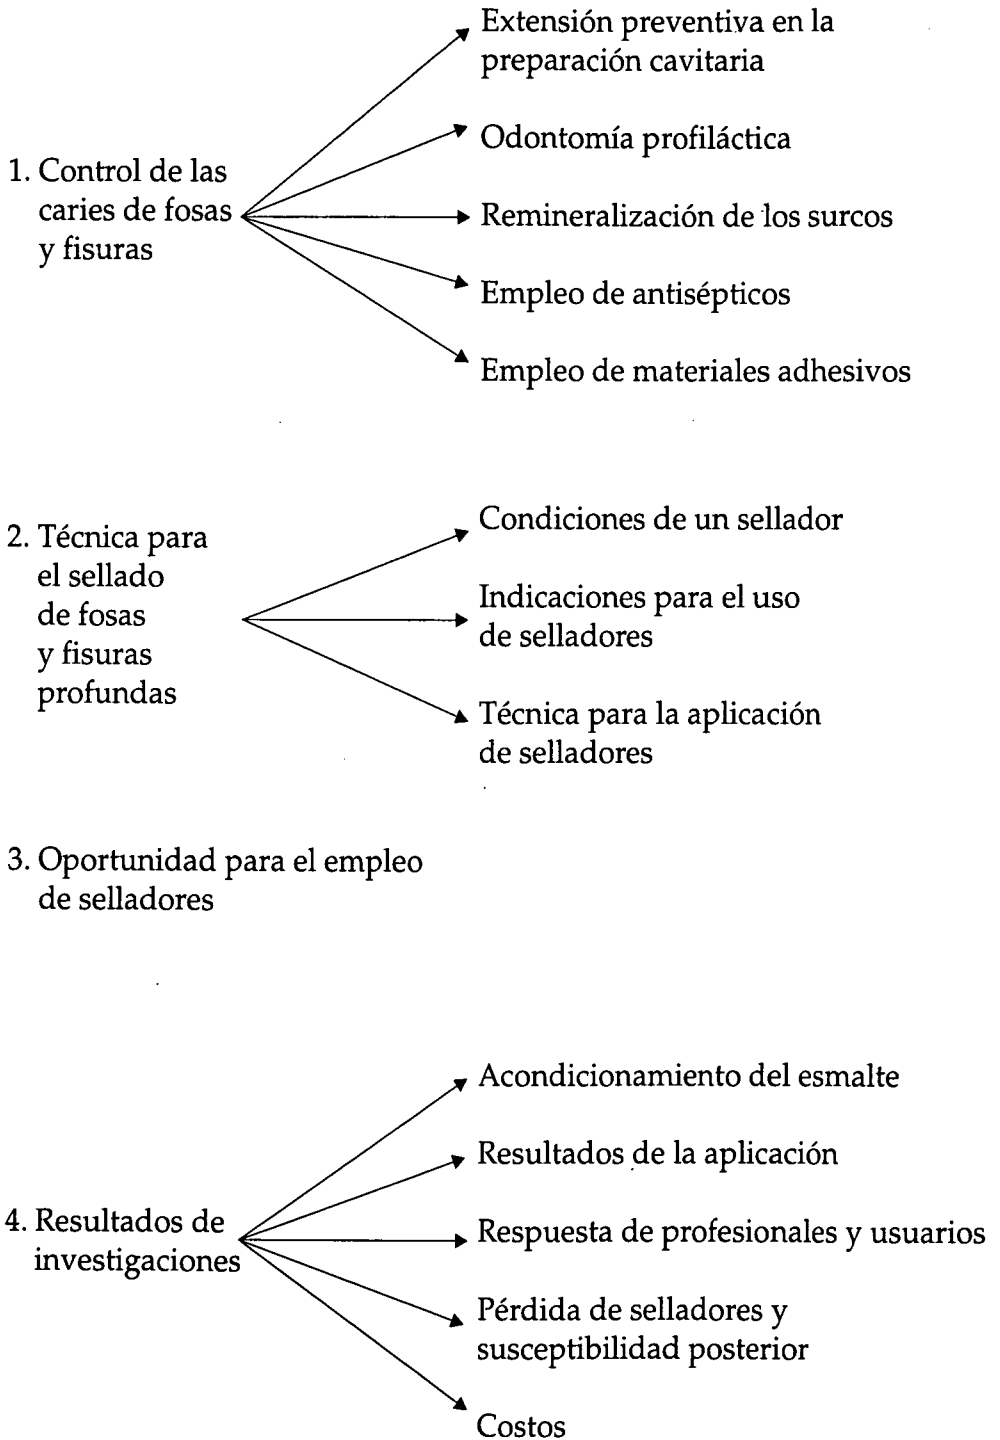 1. Control de las
caries de fosas
y fisuras
Extensión preventiva en la
preparación cavitaria
Odontomía profiláctica
Remineralización de los surcos
Empleo de antisépticos
Empleo de materiales adhesivos
2. Técnica para
el sellado
de fosas
y fisuras
profundas
Condiciones de un sellador
Indicaciones para el uso
de selladores
Técnica para la aplicación
de selladores
3. Oportunidad para el empleo
de selladores
4. Resultados de
investigaciones
Acondicionamiento del esmalte
Resultados de la aplicación
Respuesta de profesionales y usuarios
Pérdida de selladores y
susceptibilidad posterior
Costos